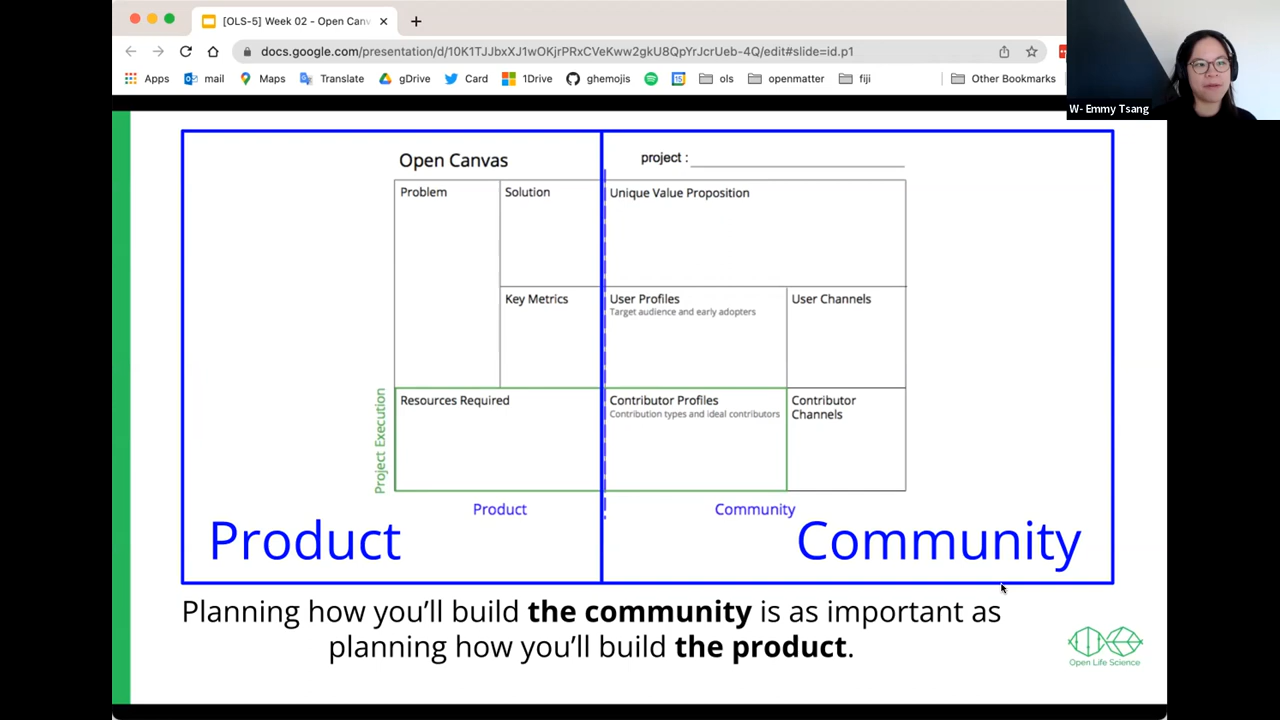 [OLS-5] Week 02 - Open Canv
docs.google.com/presentation/d/10K1TJJbxXJ1wOKjrPRxCVeKww2gkU8QpYrJcrUeb-4Q/edit#slide=id.p1
Apps mail Maps Translate gDrive Card 1Drive ghemojis 15 ols openmatter fiji Other Bookmarks
W- Emmy Tsang
Open Canvas project :
Problem Solution Unique Value Proposition
Key Metrics User Profiles User Channels
Target audience and early adopters
Project Execution
Resources Required Contributor Profiles Contributor
Contribution types and ideal contributors Channels
Product Community
Product Community
Planning how you’ll build the community is as important as
planning how you’ll build the product.
Open Life Science